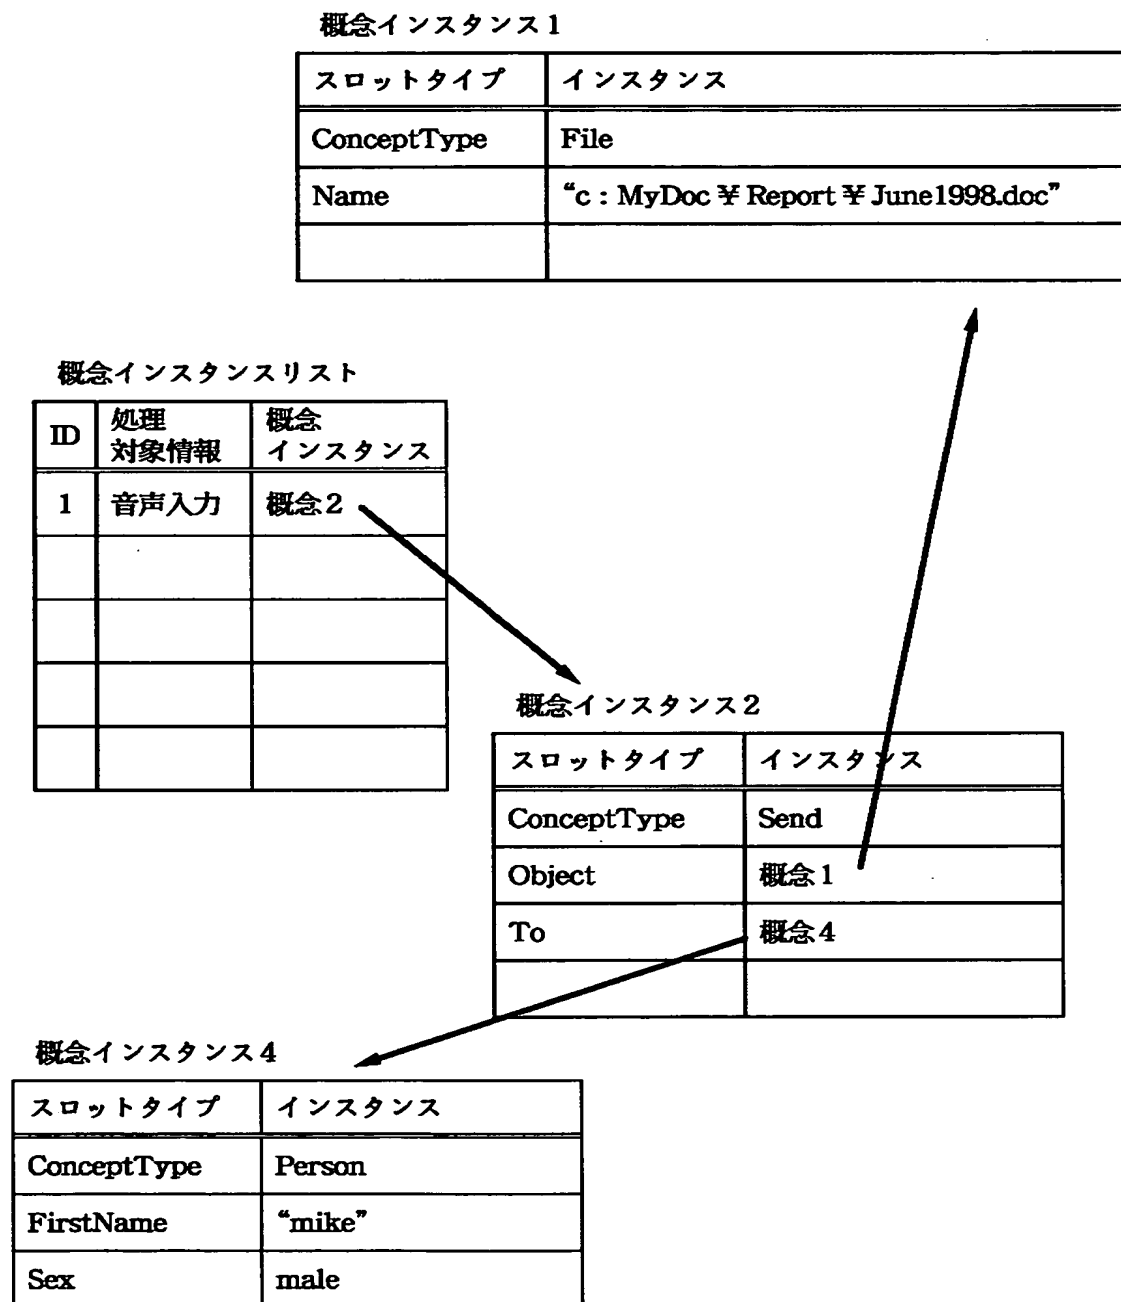 概念インスタンス1
スロットタイプ インスタンス
ConceptType File
Name “c : MyDoc ¥ Report ¥ June1998.doc”
概念インスタンスリスト
ID 処理 概念
対象情報 インスタンス
1 音声入力 概念2
概念インスタンス2
スロットタイプ インスタンス
ConceptType Send
Object 概念1
To 概念4
概念インスタンス4
スロットタイプ インスタンス
ConceptType Person
FirstName “mike”
Sex male